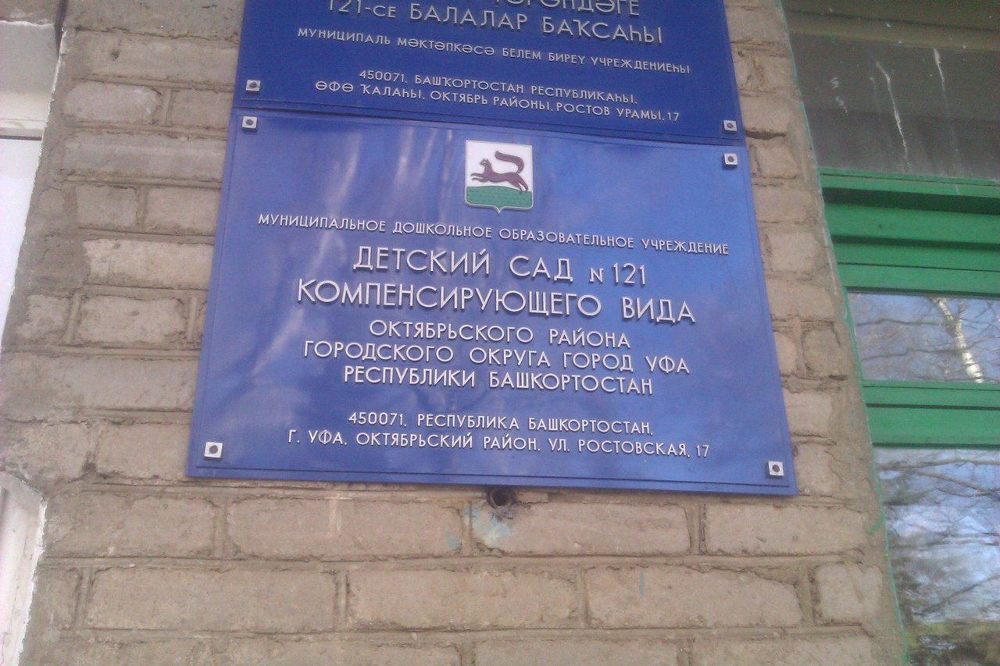 121-СЕ БАЛАЛАР БАҠСАҺЫ
МУНИЦИПАЛЬ МӘКТӘПКӘСӘ БЕЛЕМ БИРЕҮ УЧРЕЖДЕНИЕҺЫ
450071, БАШҠОРТОСТАН РЕСПУБЛИКАҺЫ,
ӨФӨ ҠАЛАҺЫ, ОКТЯБРЬ РАЙОНЫ, РОСТОВ УРАМЫ, 17
МУНИЦИПАЛЬНОЕ ДОШКОЛЬНОЕ ОБРАЗОВАТЕЛЬНОЕ УЧРЕЖДЕНИЕ
ДЕТСКИЙ САД N 121
КОМПЕНСИРУЮЩЕГО ВИДА
ОКТЯБРЬСКОГО РАЙОНА
ГОРОДСКОГО ОКРУГА ГОРОД УФА
РЕСПУБЛИКИ БАШКОРТОСТАН
450071, РЕСПУБЛИКА БАШКОРТОСТАН,
Г. УФА, ОКТЯБРЬСКИЙ РАЙОН, УЛ. РОСТОВСКАЯ, 17